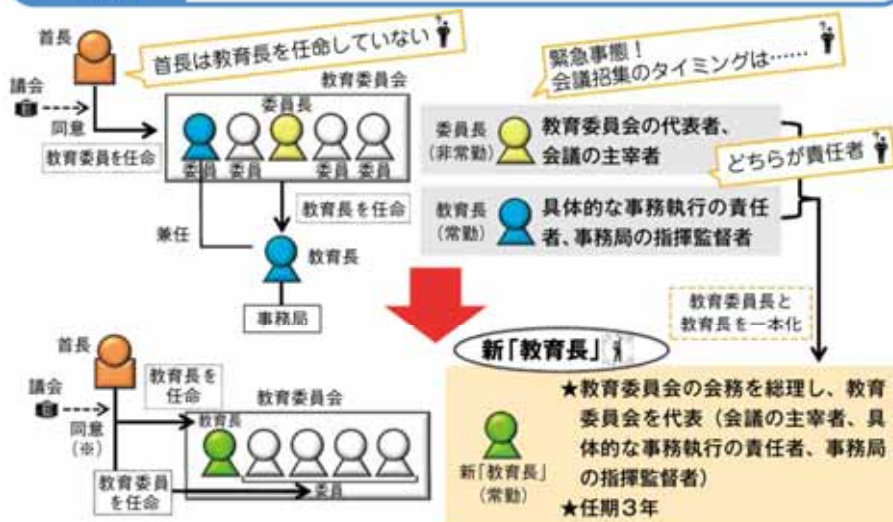 首長
首長は教育長を任命していない
議会
同意
教育委員を任命
教育委員会
委員長
委員
委員
委員
委員
教育長を任命
兼任
教育長
事務局
緊急事態！
会議招集のタイミングは……
委員長
（非常勤）
教育委員会の代表者、
会議の主宰者
どちらが責任者
教育長
（常勤）
具体的な事務執行の責任
者、事務局の指揮監督者
教育委員長と
教育長を一本化
首長
議会
同意
（※）
教育長を
任命
教育委員
を任命
教育委員会
教育長
委員
新「教育長」
新「教育長」
（常勤）
★教育委員会の会務を総理し、教育
委員会を代表（会議の主宰者、具
体的な事務執行の責任者、事務局
の指揮監督者）
★任期３年